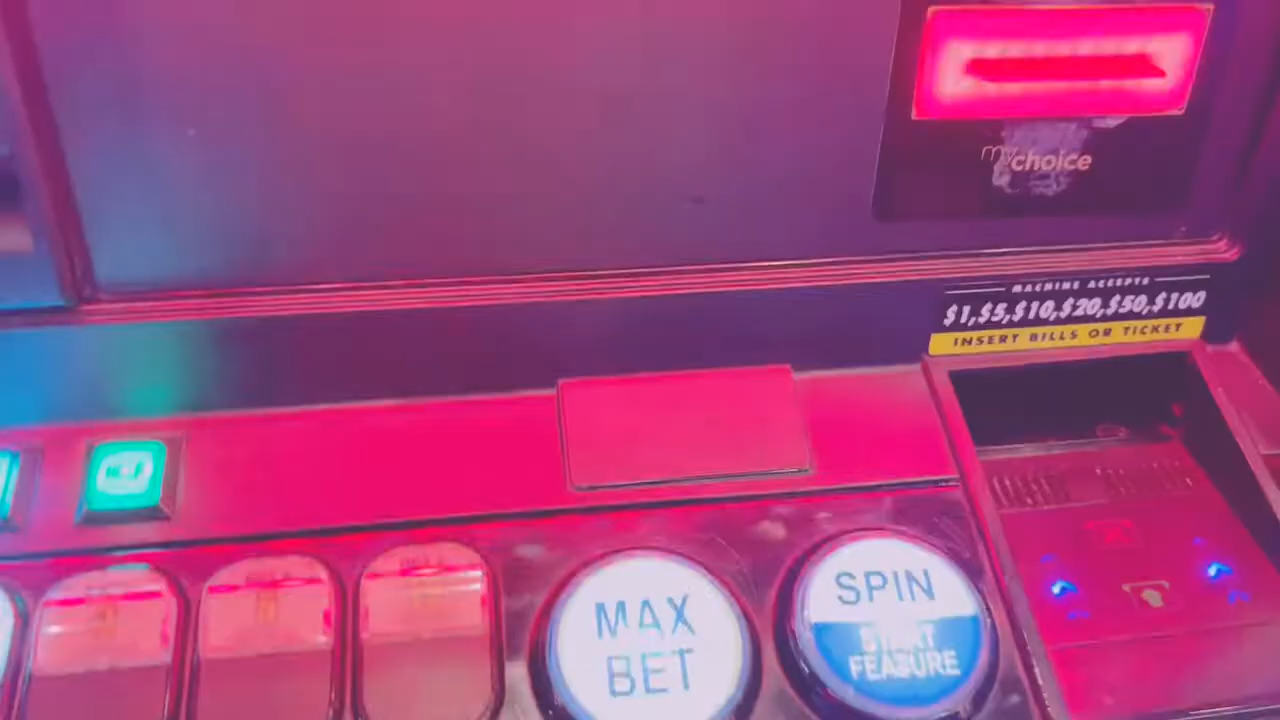 mychoice
MACHINE ACCEPTS
$1,$5,$10,$20,$50,$100
INSERT BILLS OR TICKET
MAX
BET
SPIN
START
FEATURE